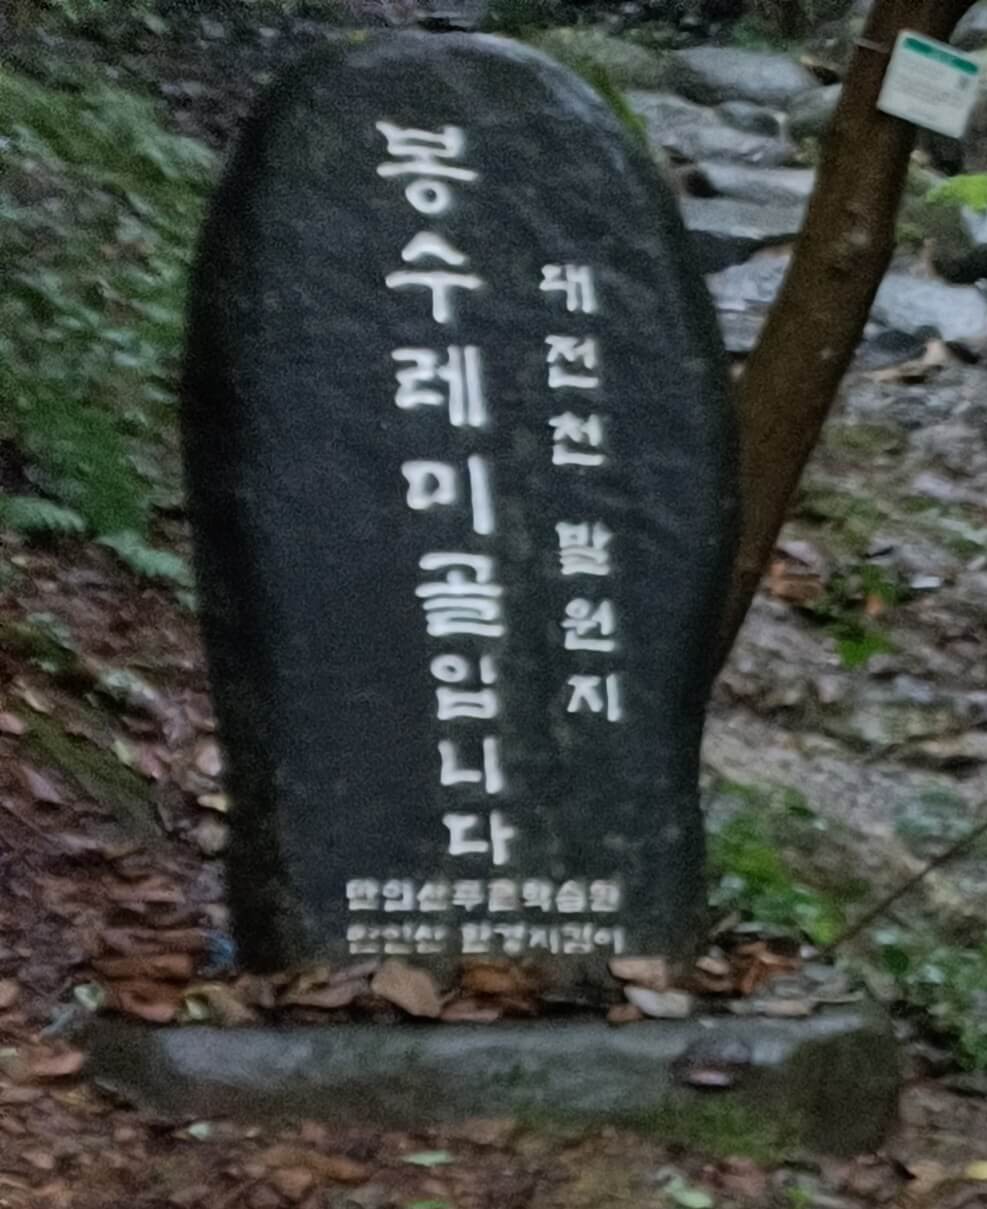 대전천 발원지
봉수레미골입니다
만인산푸른학습원
만인산 환경지킴이